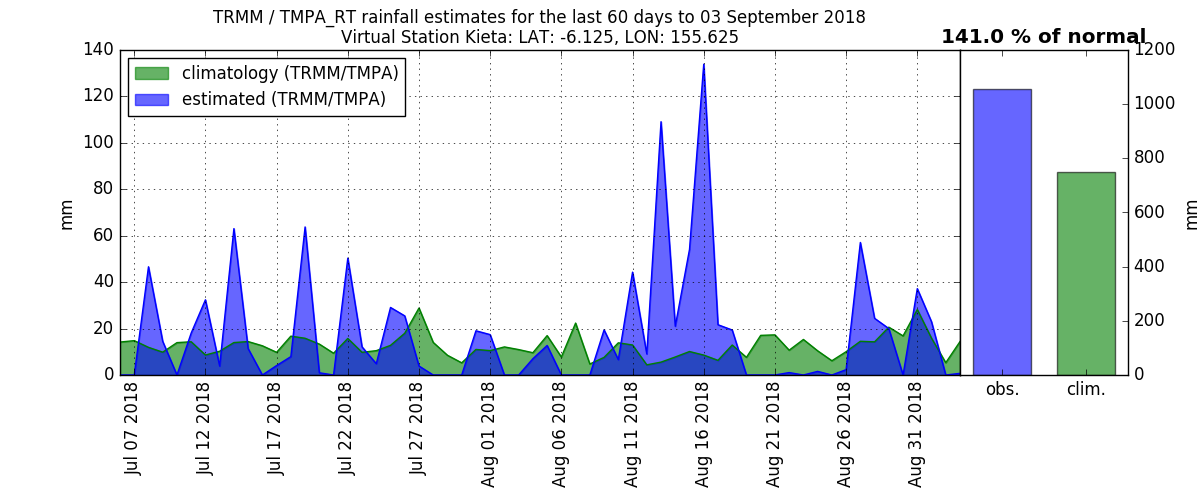 TRMM / TMPA_RT rainfall estimates for the last 60 days to 03 September 2018
Virtual Station Kieta: LAT: -6.125, LON: 155.625
141.0 % of normal
climatology (TRMM/TMPA)
estimated (TRMM/TMPA)
mm
140
120
100
80
60
40
20
0
Jul 07 2018
Jul 12 2018
Jul 17 2018
Jul 22 2018
Jul 27 2018
Aug 01 2018
Aug 06 2018
Aug 11 2018
Aug 16 2018
Aug 21 2018
Aug 26 2018
Aug 31 2018
obs.
clim.
1200
1000
800
600
400
200
0
mm